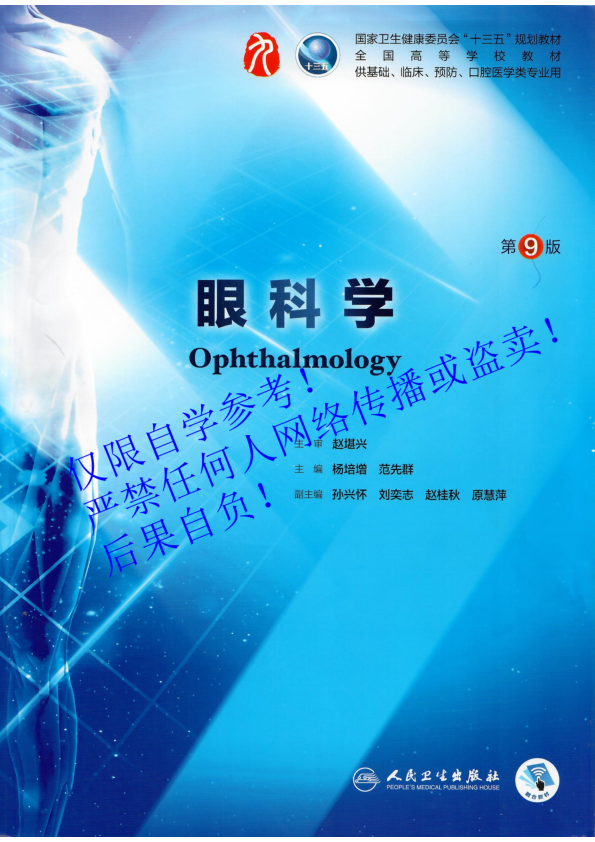 国家卫生健康委员会“十三五”规划教材
全国高等学校教材
供基础、临床、预防、口腔医学类专业用
十三五
第9版
眼科学
Ophthalmology
仅限自学参考！
严禁任何人网络传播或盗卖！
后果自负！
主审 赵堪兴
主编 杨培增 范先群
副主编 孙兴怀 刘奕志 赵桂秋 原慧萍
人民卫生出版社
PEOPLE'S MEDICAL PUBLISHING HOUSE
融合教材